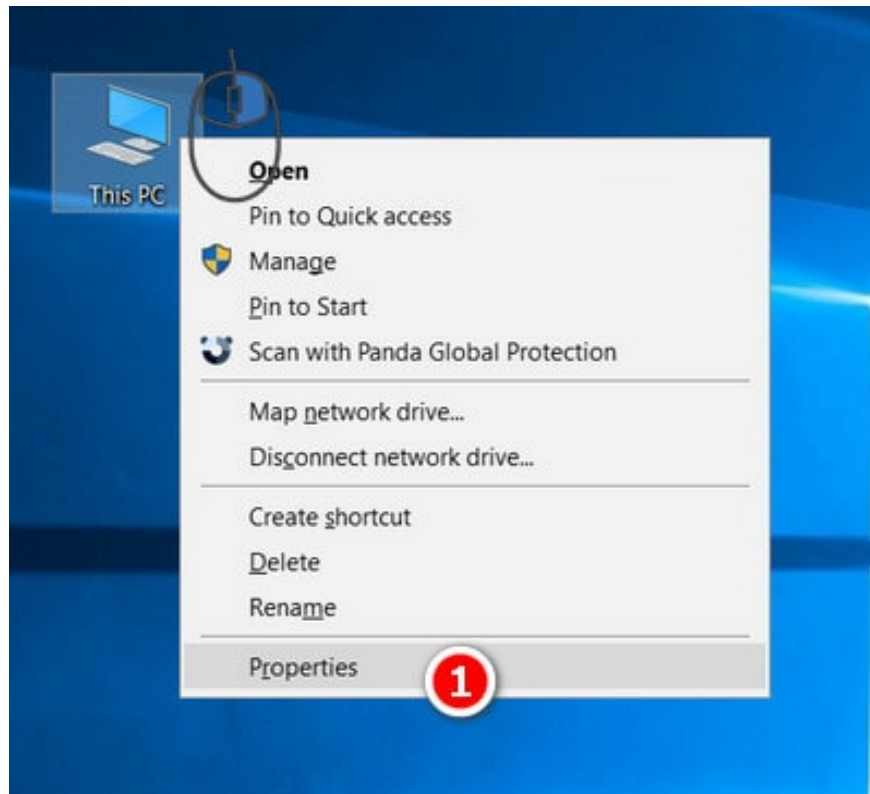 This PC
Open
Pin to Quick access
Manage
Pin to Start
Scan with Panda Global Protection
Map network drive...
Disconnect network drive...
Create shortcut
Delete
Rename
Properties
1